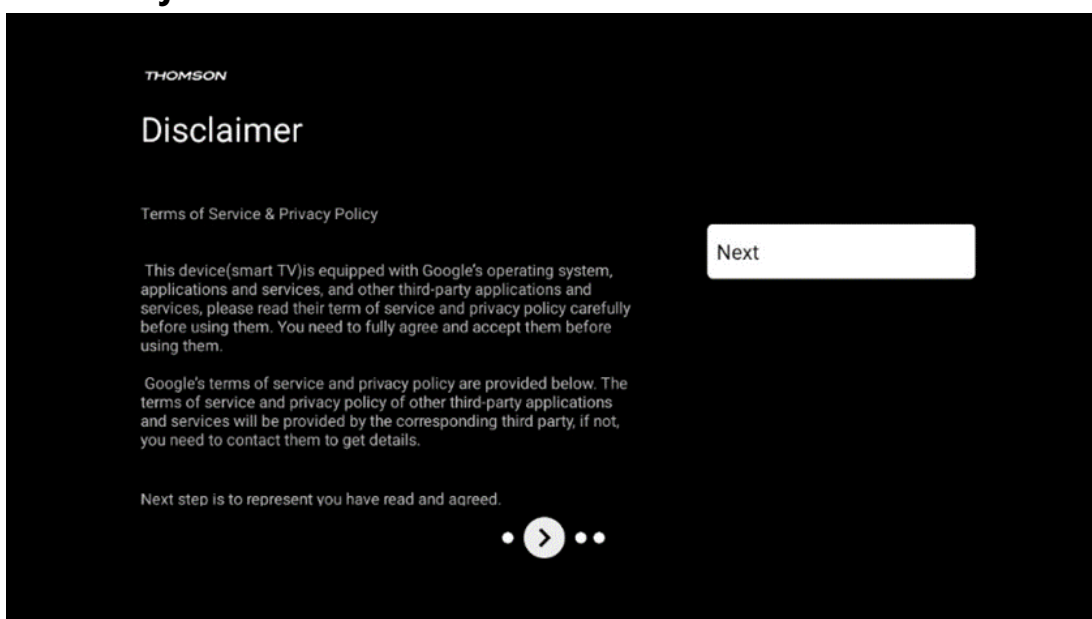 THOMSON
Disclaimer
Terms of Service & Privacy Policy
This device(smart TV)is equipped with Google's operating system,
applications and services, and other third-party applications and
services, please read their term of service and privacy policy carefully
before using them. You need to fully agree and accept them before
using them.
Google's terms of service and privacy policy are provided below. The
terms of service and privacy policy of other third-party applications
and services will be provided by the corresponding third party, if not,
you need to contact them to get details.
Next step is to represent you have read and agreed.
Next